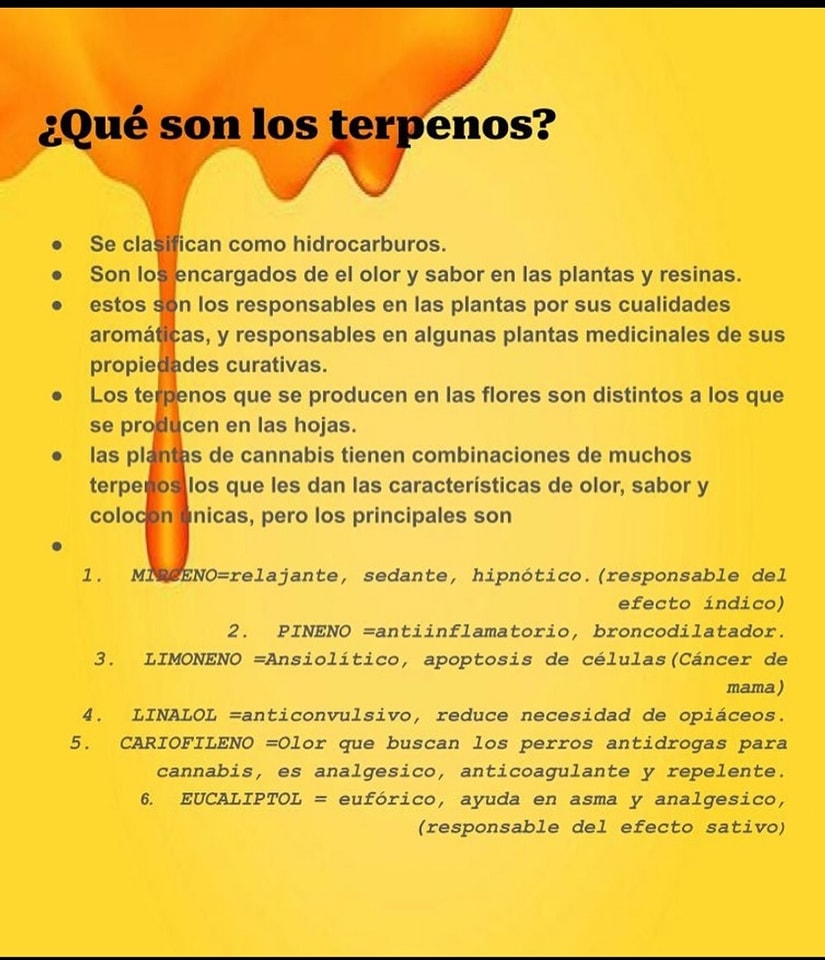 ¿Qué son los terpenos?
● Se clasifican como hidrocarburos.
● Son los encargados de el olor y sabor en las plantas y resinas.
● estos son los responsables en las plantas por sus cualidades
aromáticas, y responsables en algunas plantas medicinales de sus
propiedades curativas.
● Los terpenos que se producen en las flores son distintos a los que
se producen en las hojas.
● las plantas de cannabis tienen combinaciones de muchos
terpenos los que les dan las características de olor, sabor y
colocon únicas, pero los principales son
●
1. MIRCENO=relajante, sedante, hipnótico.(responsable del
efecto índico)
2. PINENO =antiinflamatorio, broncodilatador.
3. LIMONENO =Ansiolítico, apoptosis de células(Cáncer de
mama)
4. LINALOL =anticonvulsivo, reduce necesidad de opiáceos.
5. CARIOFILENO =Olor que buscan los perros antidrogas para
cannabis, es analgesico, anticoagulante y repelente.
6. EUCALIPTOL = eufórico, ayuda en asma y analgesico,
(responsable del efecto sativo)